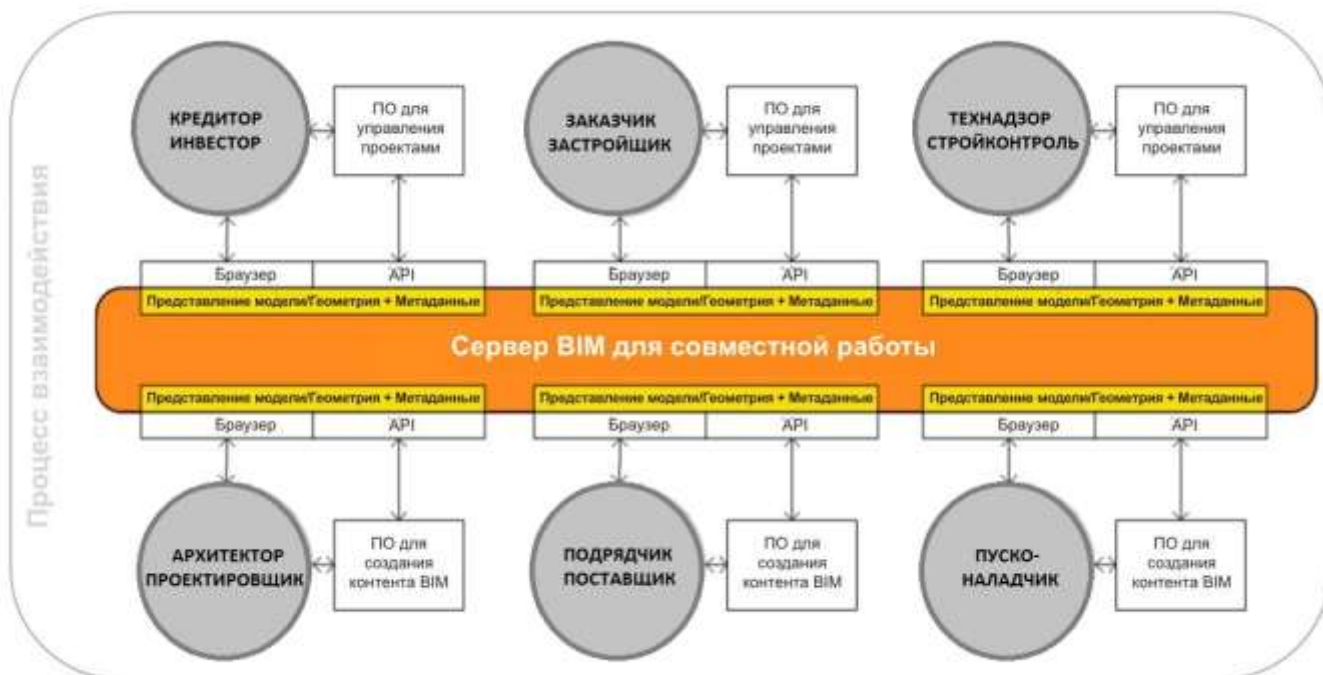 Процесс взаимодействия
КРЕДИТОР
ИНВЕСТОР
ПО для
управления
проектами
ЗАКАЗЧИК
ЗАСТРОЙЩИК
ПО для
управления
проектами
ТЕХНАДЗОР
СТРОЙКОНТРОЛЬ
ПО для
управления
проектами
Браузер
API
Браузер
API
Браузер
API
Представление модели/Геометрия + Метаданные
Представление модели/Геометрия + Метаданные
Представление модели/Геометрия + Метаданные
Сервер BIM для совместной работы
Представление модели/Геометрия + Метаданные
Представление модели/Геометрия + Метаданные
Представление модели/Геометрия + Метаданные
Браузер
API
Браузер
API
Браузер
API
АРХИТЕКТОР
ПРОЕКТИРОВЩИК
ПО для
создания
контента BIM
ПОДРЯДЧИК
ПОСТАВЩИК
ПО для
создания
контента BIM
ПУСКО-
НАЛАДЧИК
ПО для
создания
контента BIM